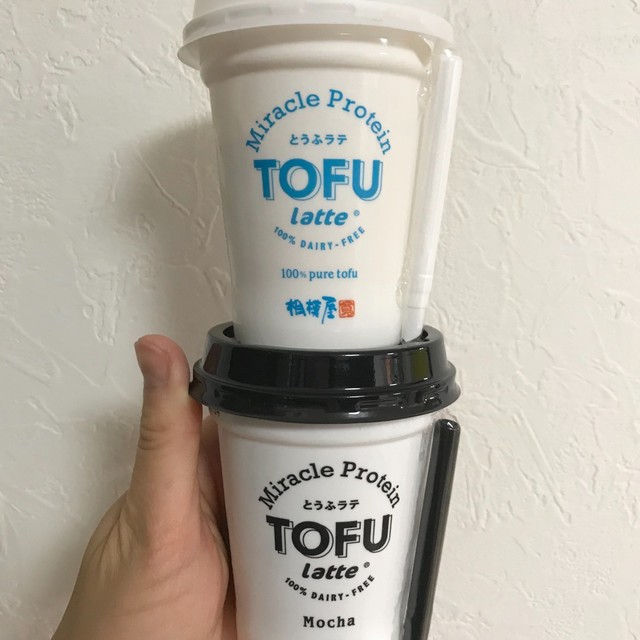 Miracle Protein
とうふラテ
TOFU
latte®
100% DAIRY-FREE
100% pure tofu
相模屋
Miracle Protein
とうふラテ
TOFU
latte®
100% DAIRY-FREE
Mocha